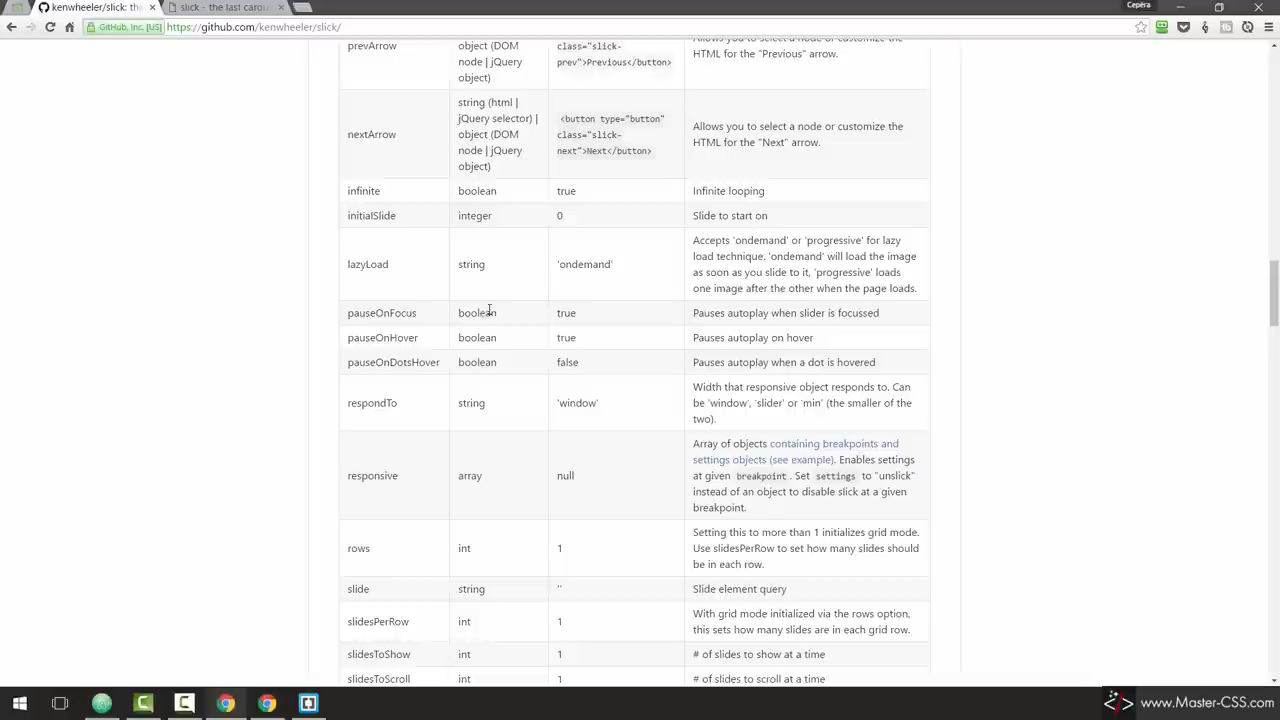 kenwheeler/slick: the
slick - the last carou
Серёга
GitHub, Inc. [US]
https://github.com/kenwheeler/slick/
prevArrow
object (DOM
node | jQuery
object)
class="slick-
prev">Previous</button>
Allows you to select a node or customize the
HTML for the "Previous" arrow.
nextArrow
string (html |
jQuery selector) |
object (DOM
node | jQuery
object)
<button type="button"
class="slick-
next">Next</button>
Allows you to select a node or customize the
HTML for the "Next" arrow.
infinite boolean true Infinite looping
initialSlide integer 0 Slide to start on
lazyLoad string 'ondemand'
Accepts 'ondemand' or 'progressive' for lazy
load technique. 'ondemand' will load the image
as soon as you slide to it, 'progressive' loads
one image after the other when the page loads.
pauseOnFocus boolean true Pauses autoplay when slider is focussed
pauseOnHover boolean true Pauses autoplay on hover
pauseOnDotsHover boolean false Pauses autoplay when a dot is hovered
respondTo string 'window'
Width that responsive object responds to. Can
be 'window', 'slider' or 'min' (the smaller of the
two).
responsive array null
Array of objects containing breakpoints and
settings objects (see example). Enables settings
at given breakpoint. Set settings to "unslick"
instead of an object to disable slick at a given
breakpoint.
rows int 1
Setting this to more than 1 initializes grid mode.
Use slidesPerRow to set how many slides should
be in each row.
slide string '' Slide element query
slidesPerRow int 1
With grid mode initialized via the rows option,
this sets how many slides are in each grid row.
slidesToShow int 1 # of slides to show at a time
slidesToScroll int 1 # of slides to scroll at a time
www.Master-CSS.com